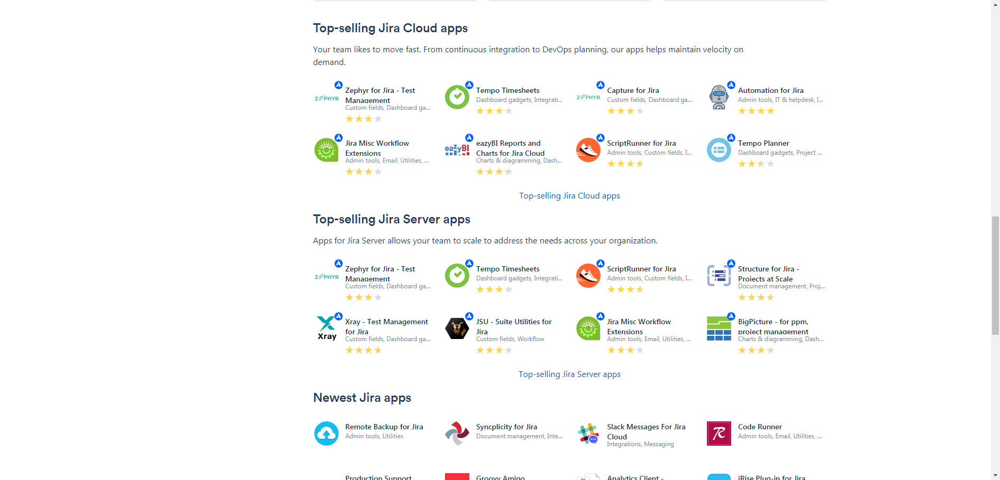 Top-selling Jira Cloud apps
Your team likes to move fast. From continuous integration to DevOps planning, our apps helps maintain velocity on
demand.
ZEPHYR
Zephyr for Jira - Test
Management
Custom fields, Dashboard ga...
Tempo Timesheets
Dashboard gadgets, Integrati...
ZEPHYR
Capture for Jira
Custom fields, Dashboard ga...
Automation for Jira
Admin tools, IT & helpdesk, I...
Jira Misc Workflow
Extensions
Admin tools, Email, Utilities, ...
eazyBI
eazyBI Reports and
Charts for Jira Cloud
Charts & diagramming, Dash...
ScriptRunner for Jira
Admin tools, Custom fields, I...
Tempo Planner
Dashboard gadgets, Project ...
Top-selling Jira Cloud apps
Top-selling Jira Server apps
Apps for Jira Server allows your team to scale to address the needs across your organization.
ZEPHYR
Zephyr for Jira - Test
Management
Custom fields, Dashboard ga...
Tempo Timesheets
Dashboard gadgets, Integrati...
ScriptRunner for Jira
Admin tools, Custom fields, I...
Structure for Jira -
Projects at Scale
Document management, Proj...
Xray
Xray - Test Management
for Jira
Custom fields, Dashboard ga...
JSU
JSU - Suite Utilities for
Jira
Custom fields, Workflow
Jira Misc Workflow
Extensions
Admin tools, Email, Utilities, ...
BigPicture - for ppm,
project management
Charts & diagramming, Dash...
Top-selling Jira Server apps
Newest Jira apps
Remote Backup for Jira
Admin tools, Utilities
Syncplicity for Jira
Document management, Inte...
Slack Messages For Jira
Cloud
Integrations, Messaging
R
Code Runner
Admin tools, Email, Utilities, ...
Production Support
Groovy Amigo
Analytics Client -
iRise Plug-in for Jira